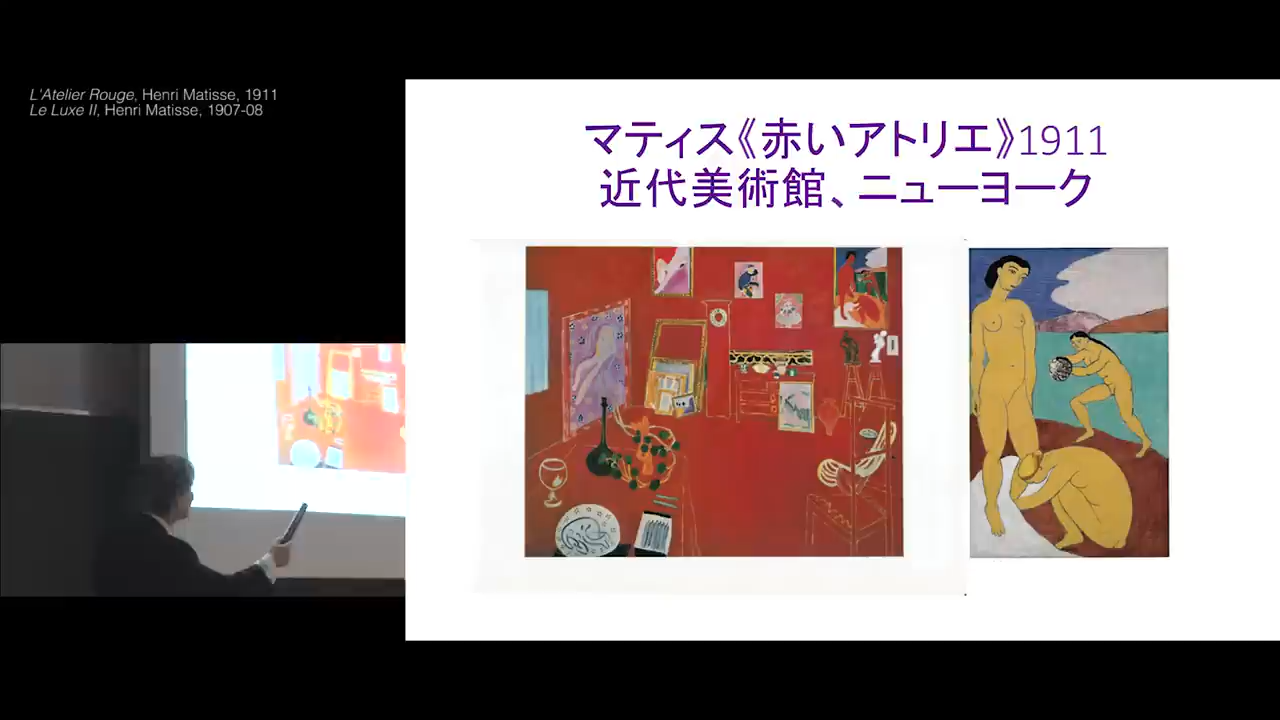 L'Atelier Rouge, Henri Matisse, 1911
Le Luxe II, Henri Matisse, 1907-08
マティス《赤いアトリエ》1911
近代美術館、ニューヨーク